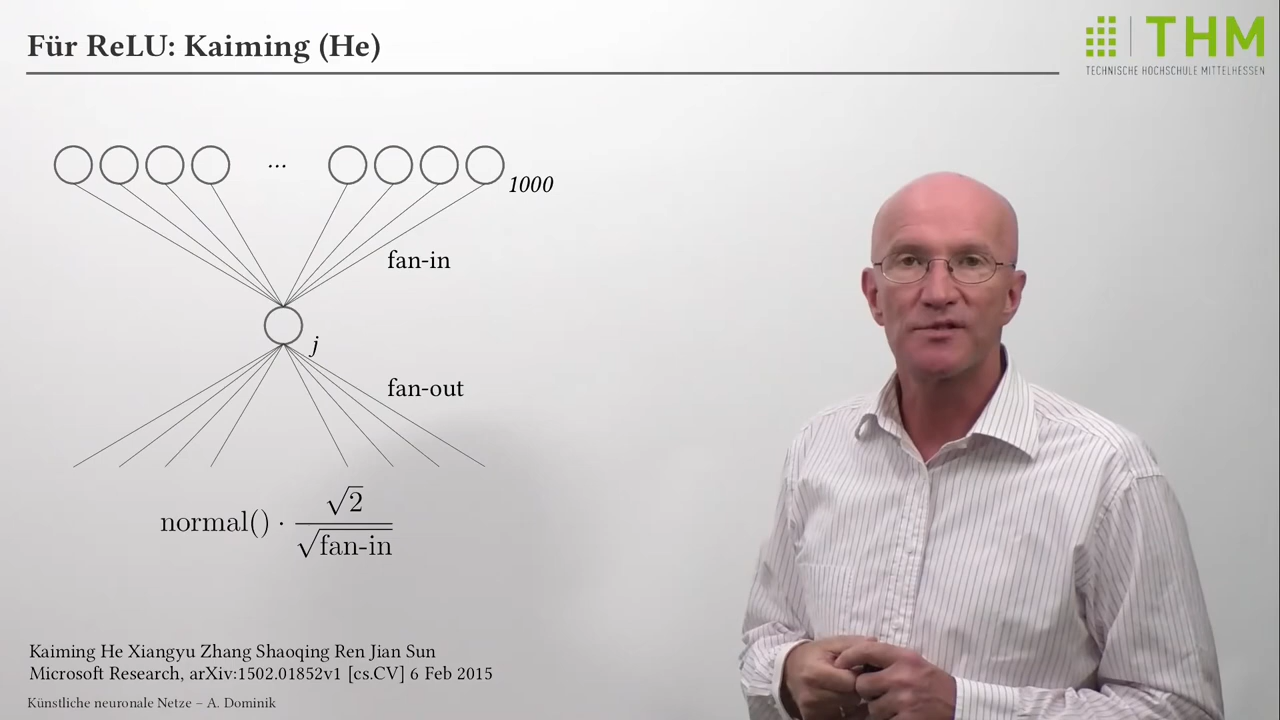 Für ReLU: Kaiming (He)
THM
TECHNISCHE HOCHSCHULE MITTELHESSEN
...
1000
fan-in
j
fan-out
normal() · √2 / √fan-in
Kaiming He Xiangyu Zhang Shaoqing Ren Jian Sun
Microsoft Research, arXiv:1502.01852v1 [cs.CV] 6 Feb 2015
Künstliche neuronale Netze – A. Dominik